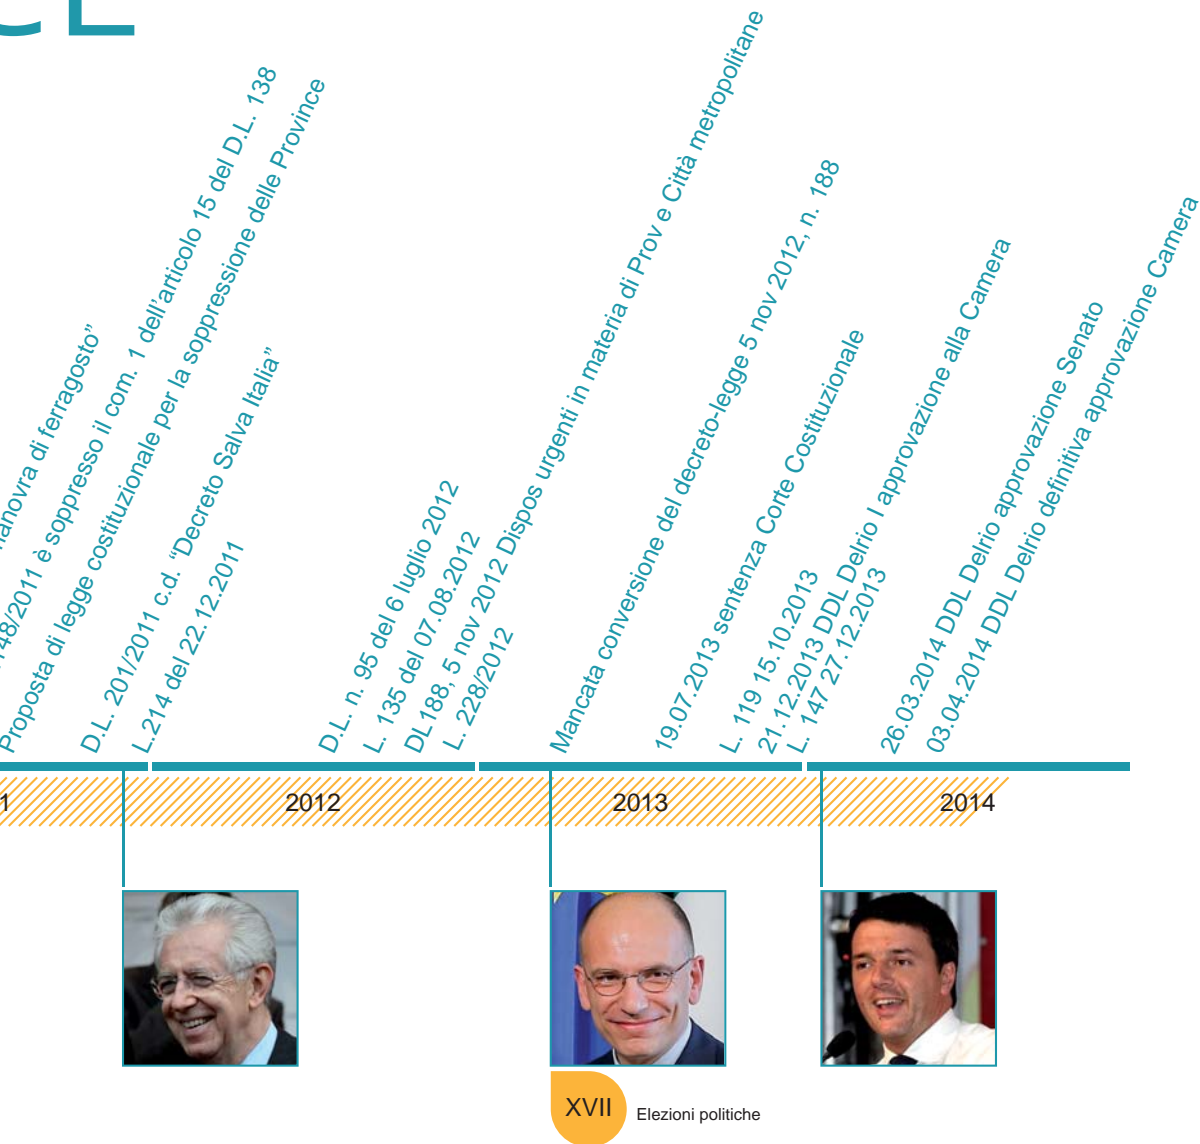 CE
anovra di ferragosto”
148/2011 è soppresso il com. 1 dell’articolo 15 del D.L. 138
Proposta di legge costituzionale per la soppressione delle Province
D.L. 201/2011 c.d. “Decreto Salva Italia”
L.214 del 22.12.2011
D.L. n. 95 del 6 luglio 2012
L. 135 del 07.08.2012
DL188, 5 nov 2012 Dispos urgenti in materia di Prov e Città metropolitane
L. 228/2012
Mancata conversione del decreto-legge 5 nov 2012, n. 188
19.07.2013 sentenza Corte Costituzionale
L. 119 15.10.2013
21.12.2013 DDL Delrio I approvazione alla Camera
L. 147 27.12.2013
26.03.2014 DDL Delrio approvazione Senato
03.04.2014 DDL Delrio definitiva approvazione Camera
1
2012
2013
2014
XVII
Elezioni politiche